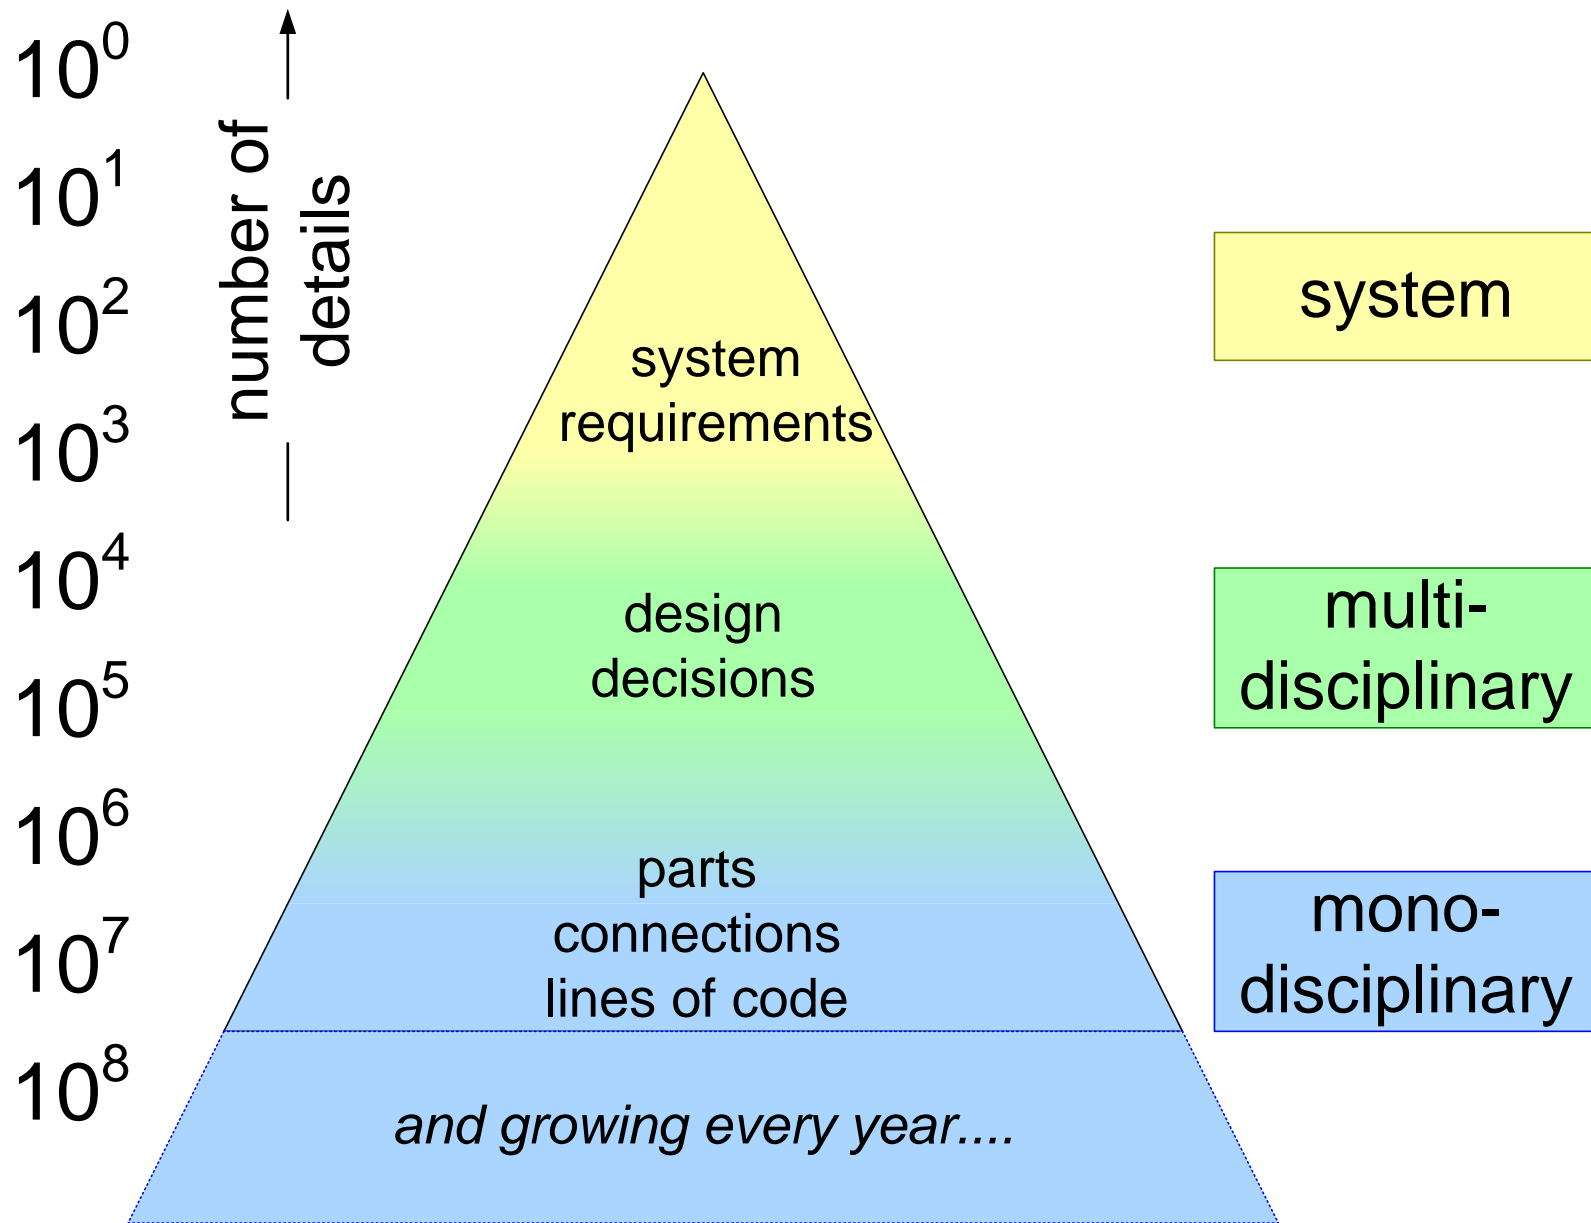 10⁰
10¹
10²
10³
10⁴
10⁵
10⁶
10⁷
10⁸
number of
details
system
requirements
design
decisions
parts
connections
lines of code
and growing every year....
system
multi-
disciplinary
mono-
disciplinary